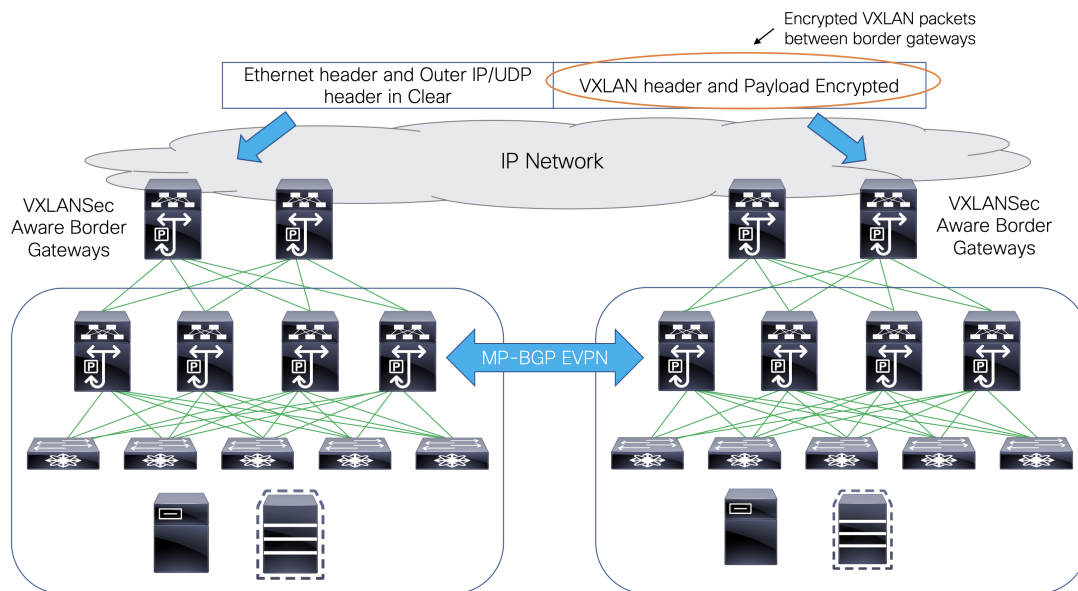 Encrypted VXLAN packets
between border gateways
Ethernet header and Outer IP/UDP
header in Clear
VXLAN header and Payload Encrypted
IP Network
VXLANSec
Aware Border
Gateways
VXLANSec
Aware Border
Gateways
P
P
P
P
P
P
P
P
P
P
P
P
MP-BGP EVPN